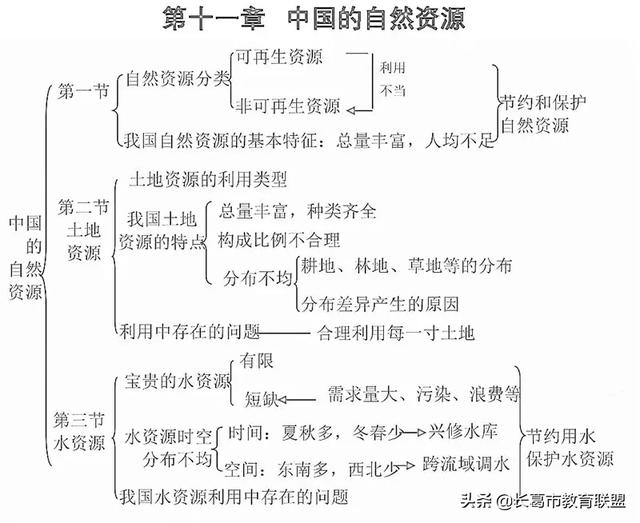 第十一章 中国的自然资源
中国
的
自然
资源
第一节
自然资源分类
可再生资源
非可再生资源
利用
不当
我国自然资源的基本特征：总量丰富，人均不足
节约和保护
自然资源
第二节
土地
资源
土地资源的利用类型
我国土地
资源的特点
总量丰富，种类齐全
构成比例不合理
分布不均
耕地、林地、草地等的分布
分布差异产生的原因
利用中存在的问题
合理利用每一寸土地
第三节
水资源
宝贵的水资源
有限
短缺
需求量大、污染、浪费等
水资源时空
分布不均
时间：夏秋多，冬春少
兴修水库
空间：东南多，西北少
跨流域调水
我国水资源利用中存在的问题
节约用水
保护水资源
头条 @长葛市教育联盟